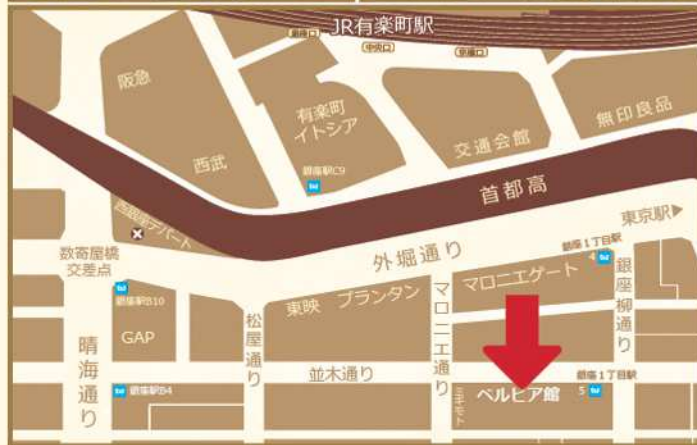 JR有楽町駅
銀座口
中央口
京橋口
阪急
有楽町
イトシア
交通会館
無印良品
西武
銀座駅C9
首都高
西銀座デパート
東京駅
数寄屋橋
交差点
外堀通り
銀座1丁目駅
4
マロニエゲート
銀座柳通り
銀座駅B10
東映
プランタン
マロニエ通り
GAP
松屋通り
晴海通り
並木通り
銀座1丁目駅
5
銀座駅B4
ミキモト
ベルビア館